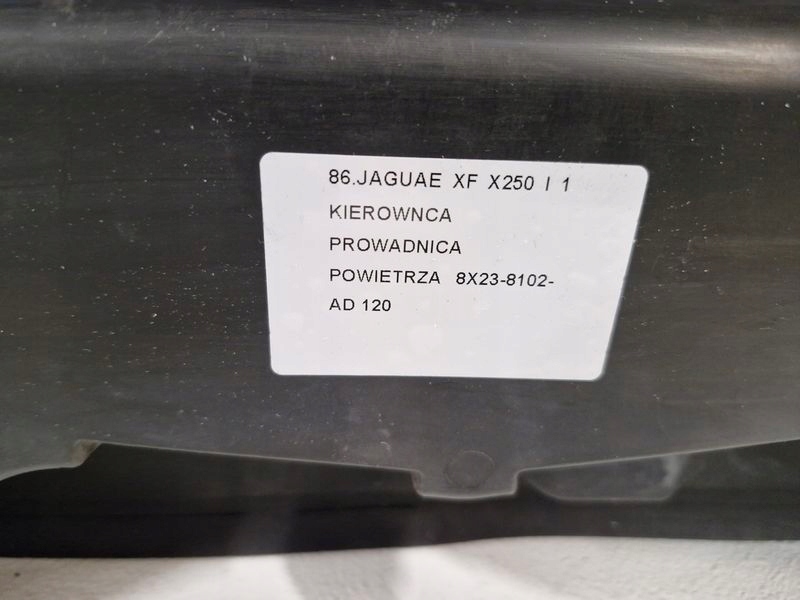 86.JAGUAE XF X250 I 1
KIEROWNCA
PROWADNICA
POWIETRZA 8X23-8102-
AD 120